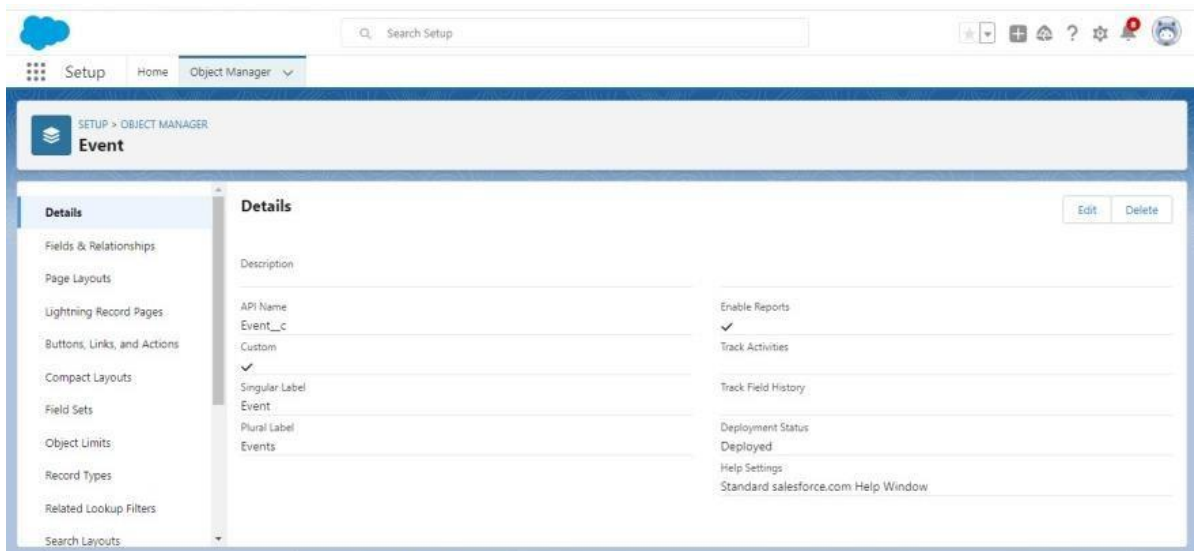 Search Setup
Setup
Home
Object Manager
SETUP > OBJECT MANAGER
Event
Details
Fields & Relationships
Page Layouts
Lightning Record Pages
Buttons, Links, and Actions
Compact Layouts
Field Sets
Object Limits
Record Types
Related Lookup Filters
Search Layouts
Details
Edit
Delete
Description
API Name
Event__c
Custom
Singular Label
Event
Plural Label
Events
Enable Reports
Track Activities
Track Field History
Deployment Status
Deployed
Help Settings
Standard salesforce.com Help Window